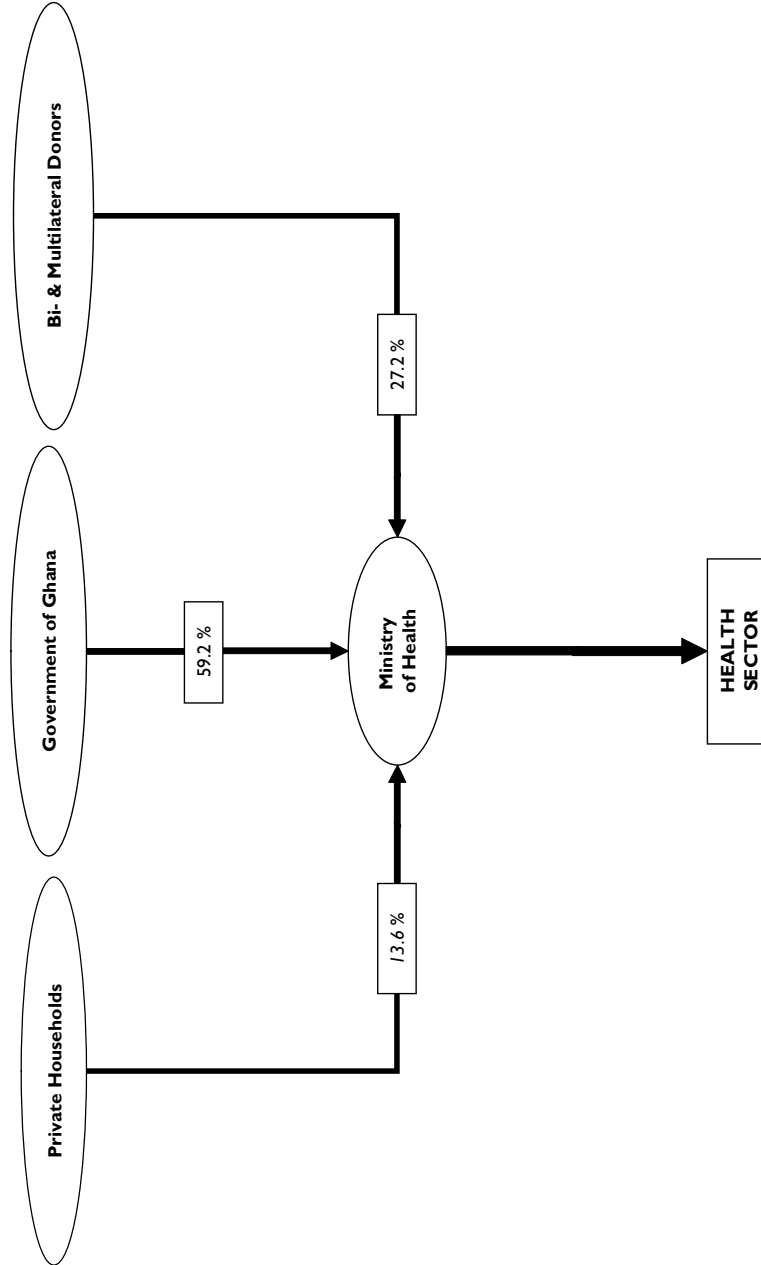 Private Households
Government of Ghana
Bi- & Multilateral Donors
59.2 %
13.6 %
27.2 %
Ministry
of Health
HEALTH
SECTOR